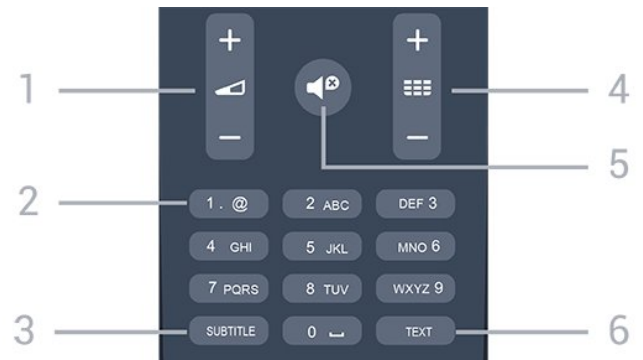 + +
1 4
− −
5
2 1 . @ 2 ABC DEF 3
4 GHI 5 JKL MNO 6
7 PQRS 8 TUV WXYZ 9
3 SUBTITLE 0 ⎵ TEXT 6